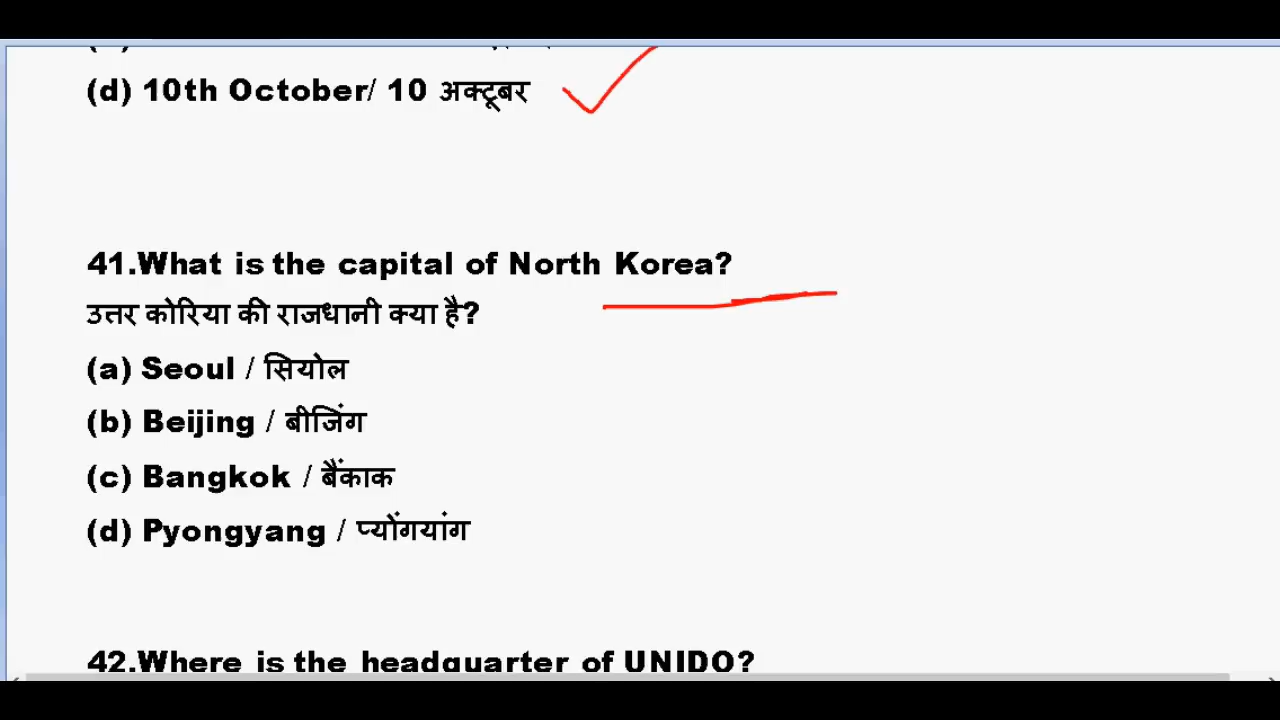 (d) 10th October/ 10 अक्टूबर
41.What is the capital of North Korea?
उत्तर कोरिया की राजधानी क्या है?
(a) Seoul / सियोल
(b) Beijing / बीजिंग
(c) Bangkok / बैंकाक
(d) Pyongyang / प्योंगयांग
42.Where is the headquarter of UNIDO?